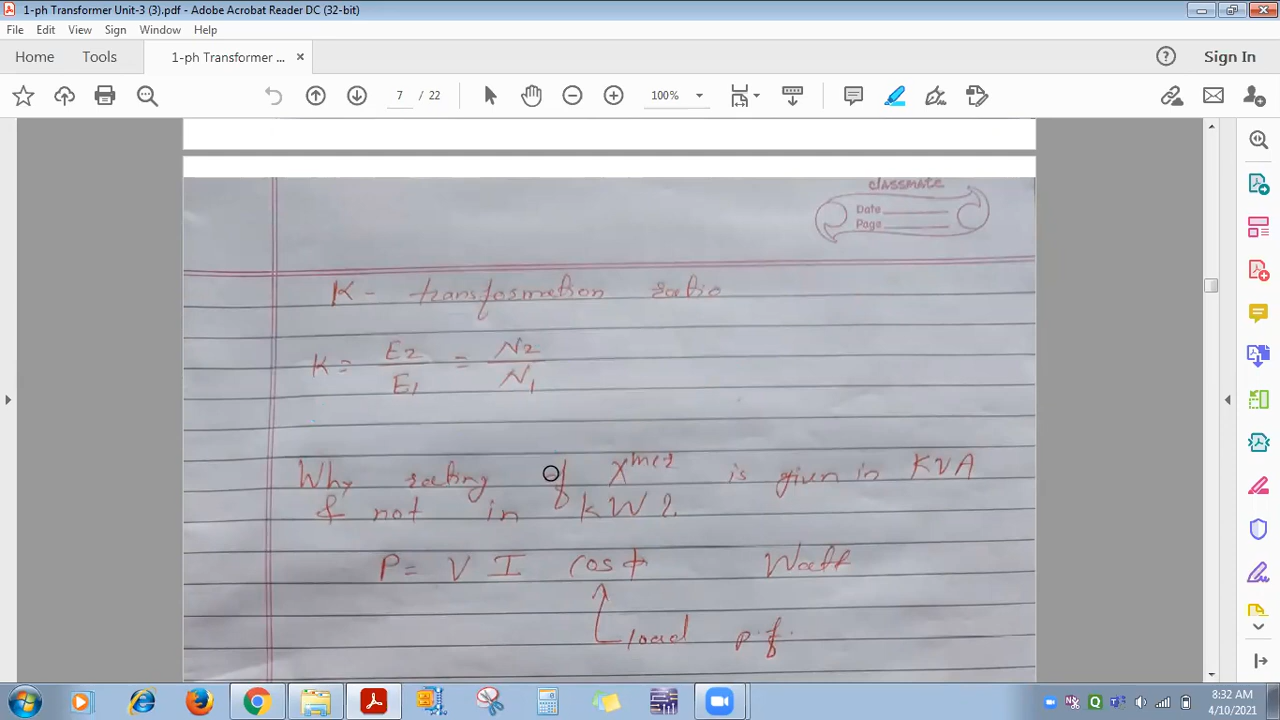 1-ph Transformer Unit-3 (3).pdf - Adobe Acrobat Reader DC (32-bit)
File Edit View Sign Window Help
Home Tools 1-ph Transformer ... × Sign In
7 / 22 100%
classmate
Date
Page
K - transformation ratio
K = E2 / E1 = N2 / N1
Why rating of Xmer is given in KVA
& not in kW?
P = V I cos ϕ Watt
load p.f.
8:32 AM
4/10/2021